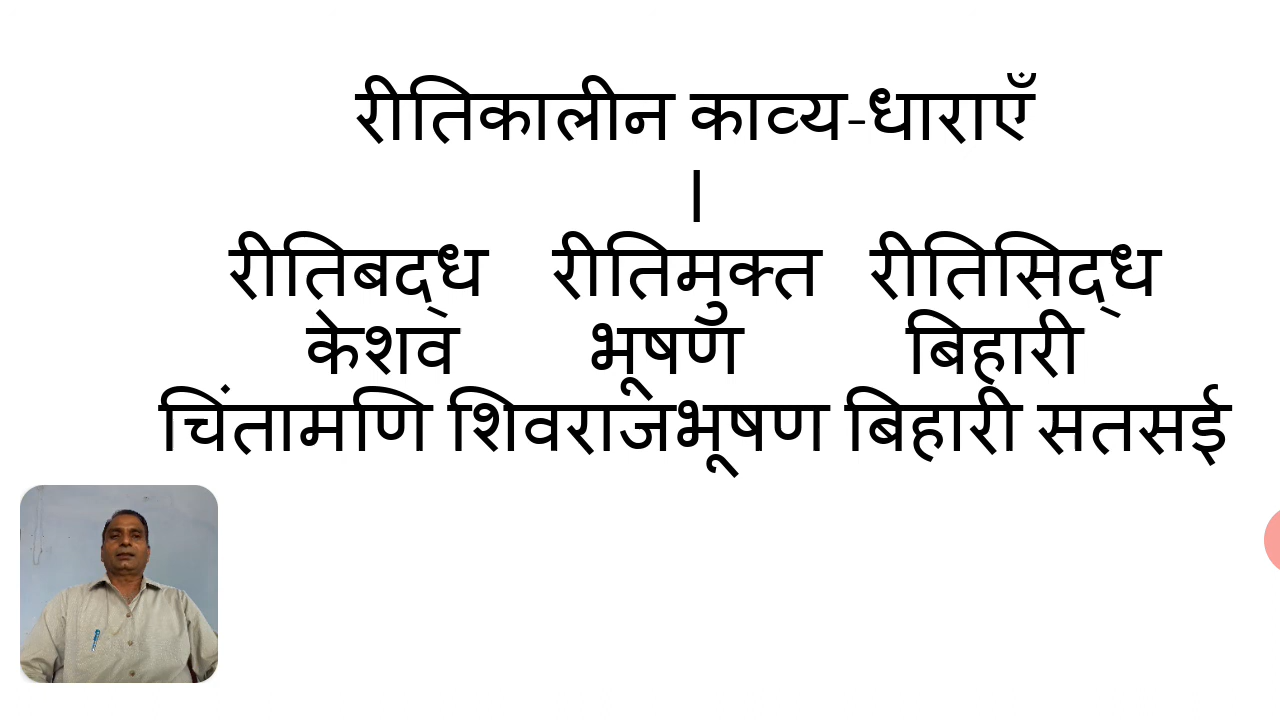 रीतिकालीन काव्य-धाराएँ
|
रीतिबद्ध रीतिमुक्त रीतिसिद्ध
केशव भूषण बिहारी
चिंतामणि शिवराजभूषण बिहारी सतसई